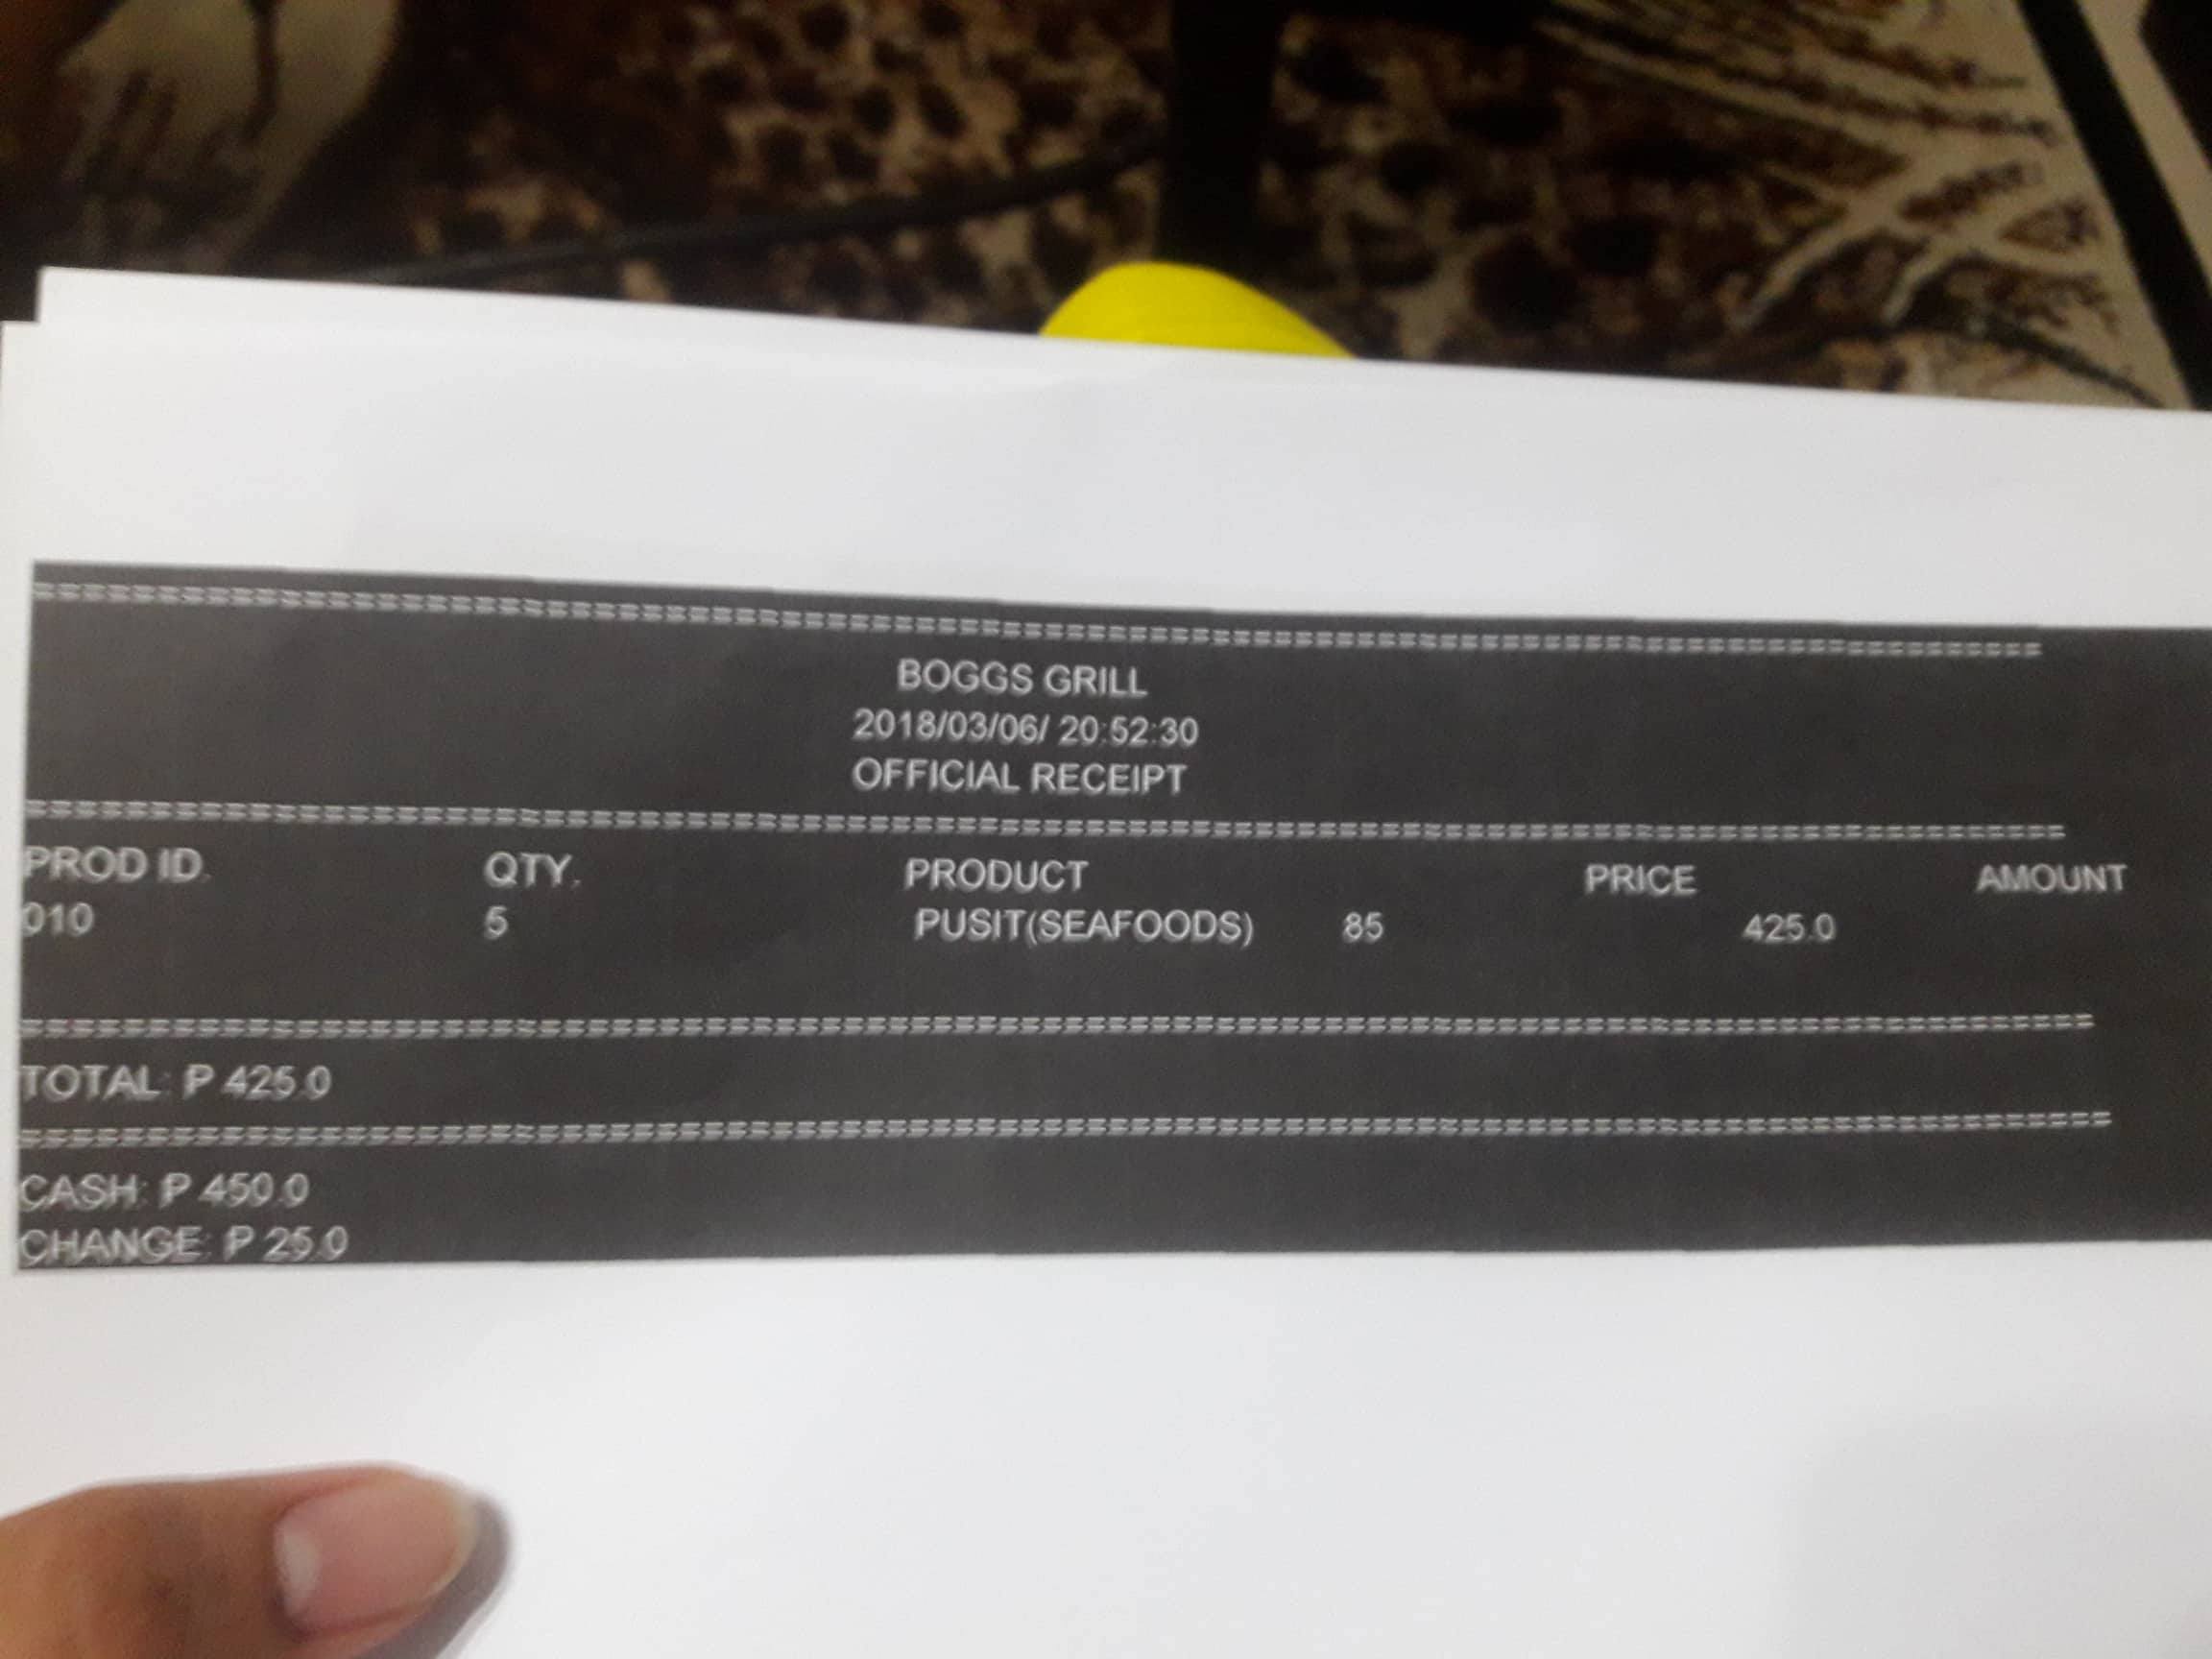 ==================================================
BOGGS GRILL
2018/03/06/ 20:52:30
OFFICIAL RECEIPT
==================================================
PROD ID. QTY. PRODUCT PRICE AMOUNT
010 5 PUSIT(SEAFOODS) 85 425.0
==================================================
TOTAL: P 425.0
==================================================
CASH: P 450.0
CHANGE: P 25.0